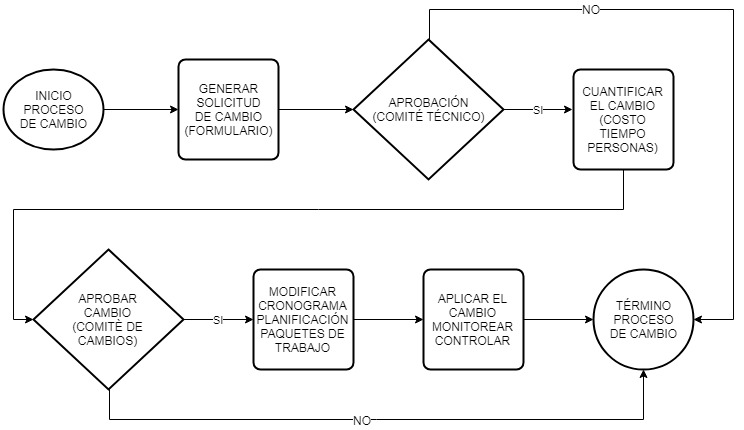 NO
INICIO
PROCESO
DE CAMBIO
GENERAR
SOLICITUD
DE CAMBIO
(FORMULARIO)
APROBACIÓN
(COMITÉ TÉCNICO)
SI
CUANTIFICAR
EL CAMBIO
(COSTO
TIEMPO
PERSONAS)
APROBAR
CAMBIO
(COMITÈ DE
CAMBIOS)
SI
MODIFICAR
CRONOGRAMA
PLANIFICACIÓN
PAQUETES DE
TRABAJO
APLICAR EL
CAMBIO
MONITOREAR
CONTROLAR
TÉRMINO
PROCESO
DE CAMBIO
NO